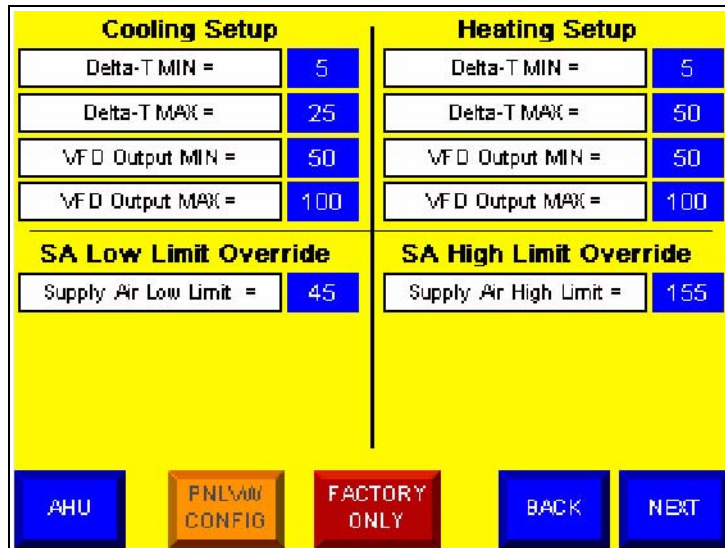 Cooling Setup
Delta-T MIN = 5
Delta-T MAX = 25
VFD Output MIN = 50
VFD Output MAX = 100
SA Low Limit Override
Supply Air Low Limit = 45
Heating Setup
Delta-T MIN = 5
Delta-T MAX = 50
VFD Output MIN = 50
VFD Output MAX = 100
SA High Limit Override
Supply Air High Limit = 155
AHU
PNLVW
CONFIG
FACTORY
ONLY
BACK
NEXT